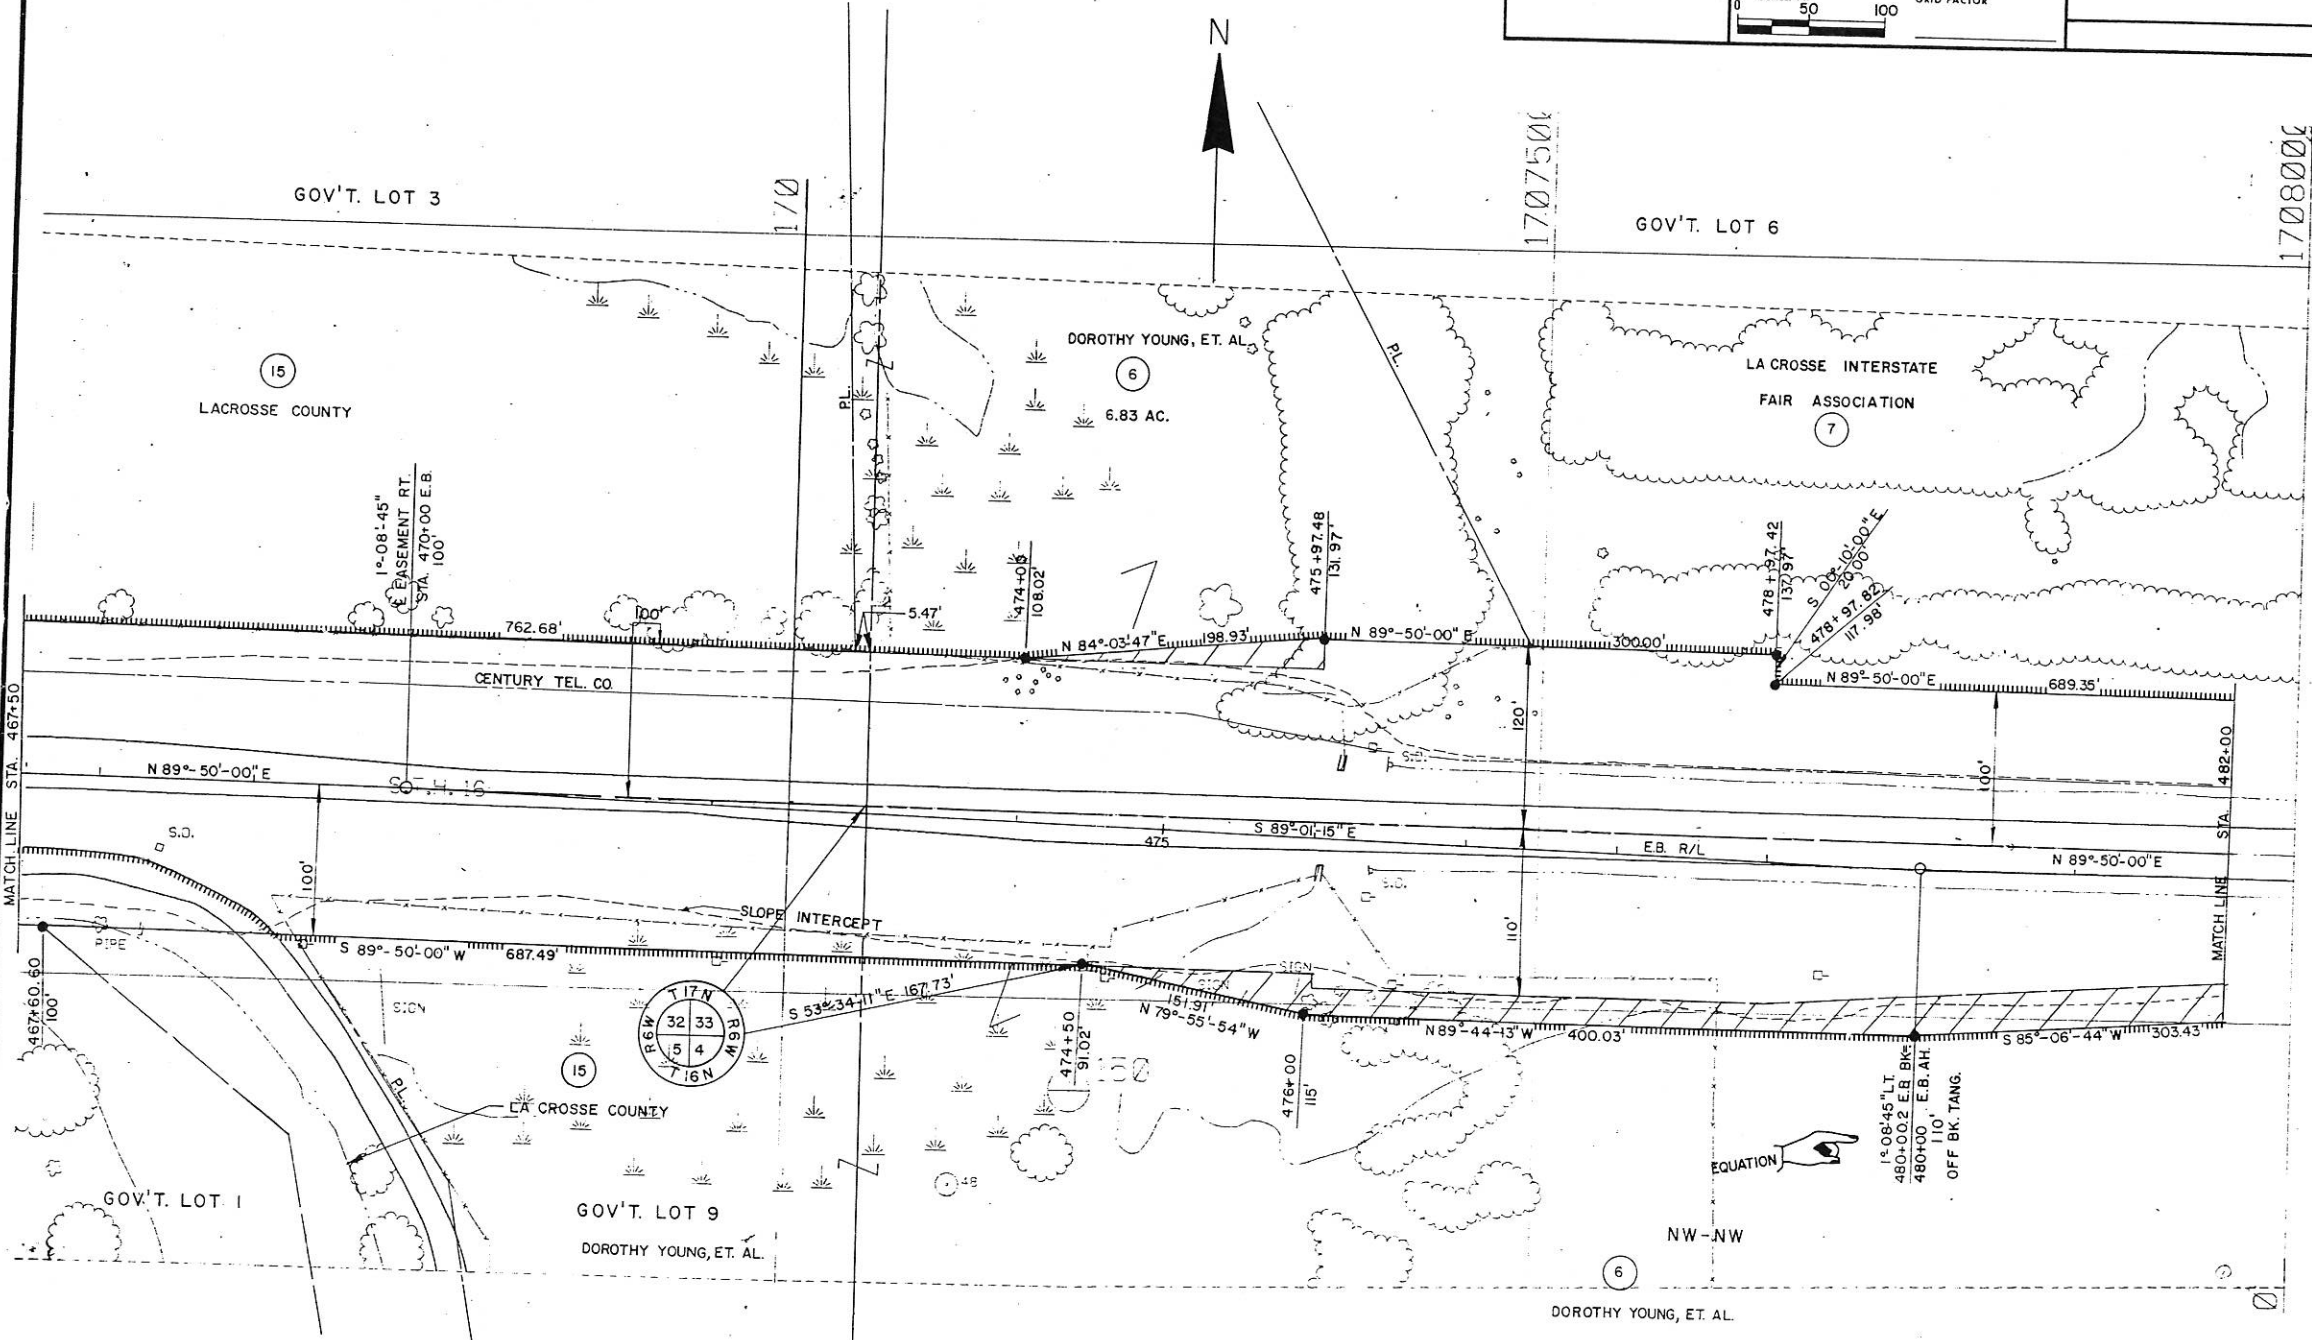 0 50 100
GRID FACTOR
N
GOV'T. LOT 3
170
1707500
GOV'T. LOT 6
1708000
15
LACROSSE COUNTY
P.L.
DOROTHY YOUNG, ET. AL.
6
6.83 AC.
P.L.
LA CROSSE INTERSTATE
FAIR ASSOCIATION
7
1°-08'-45"
℄ EASEMENT RT.
STA. 470+00 E.B.
100'
762.68'
100'
5.47'
108.02'
N 84°-03'-47"E
198.93'
475+97.48
131.97'
N 89°-50'-00"E
300.00'
478+97.42
137.97'
S 00°-10'-00"E
20.00'
478+97.82
117.98'
N 89°-50'-00"E
689.35'
CENTURY TEL. CO.
MATCH LINE STA. 467+50
N 89°-50'-00"E
S.T.H. 16
120'
S.D.
100'
MATCH LINE STA. 482+00
S 89°-01'-15"E
475
E.B. R/L
N 89°-50'-00"E
S.D.
100'
S.D.
SLOPE INTERCEPT
110'
PIPE
S 89°-50'-00" W
687.49'
467+60.60
100'
SIGN
T 17 N
R6W
32 33
5 4
R6W
T 16 N
S 53°-34'-11"E 167.73'
474+50
91.02'
SIGN
SIGN
151.91'
N 79°-55'-54"W
476+00
115'
N 89°-44'-13"W
400.03'
S 85°-06'-44"W
303.43'
15
LA CROSSE COUNTY
P.L.
1°-08'-45"LT.
480+00.2 E.B. BK=
480+00 E.B. AH.
110'
OFF BK. TANG.
EQUATION
48
GOV'T. LOT 1
GOV'T. LOT 9
DOROTHY YOUNG, ET. AL.
NW-NW
6
DOROTHY YOUNG, ET. AL.